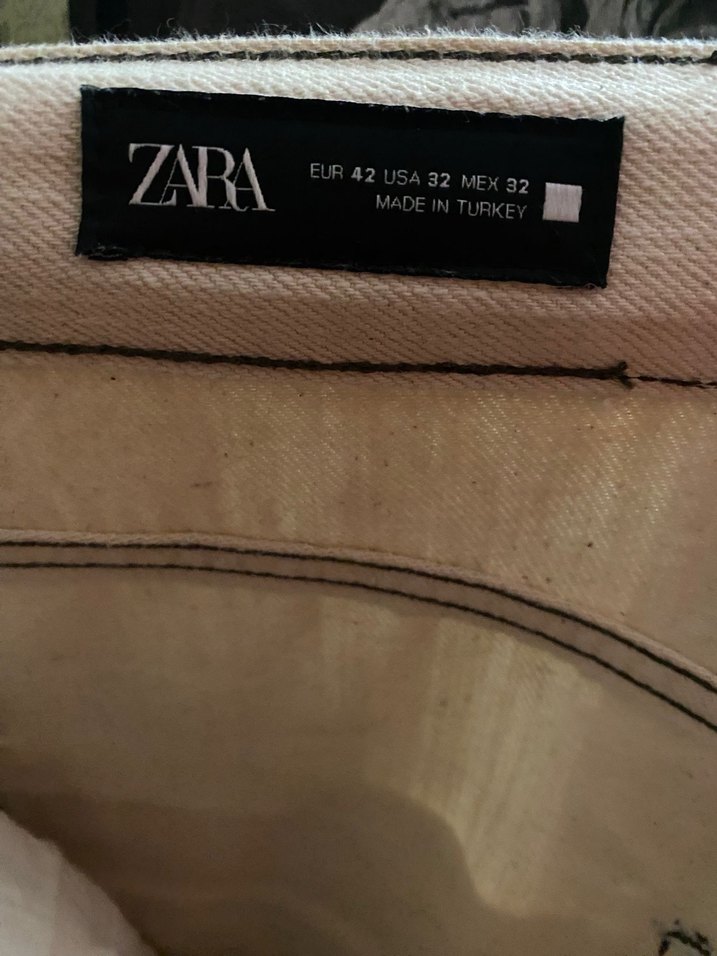 ZARA
EUR 42 USA 32 MEX 32
MADE IN TURKEY